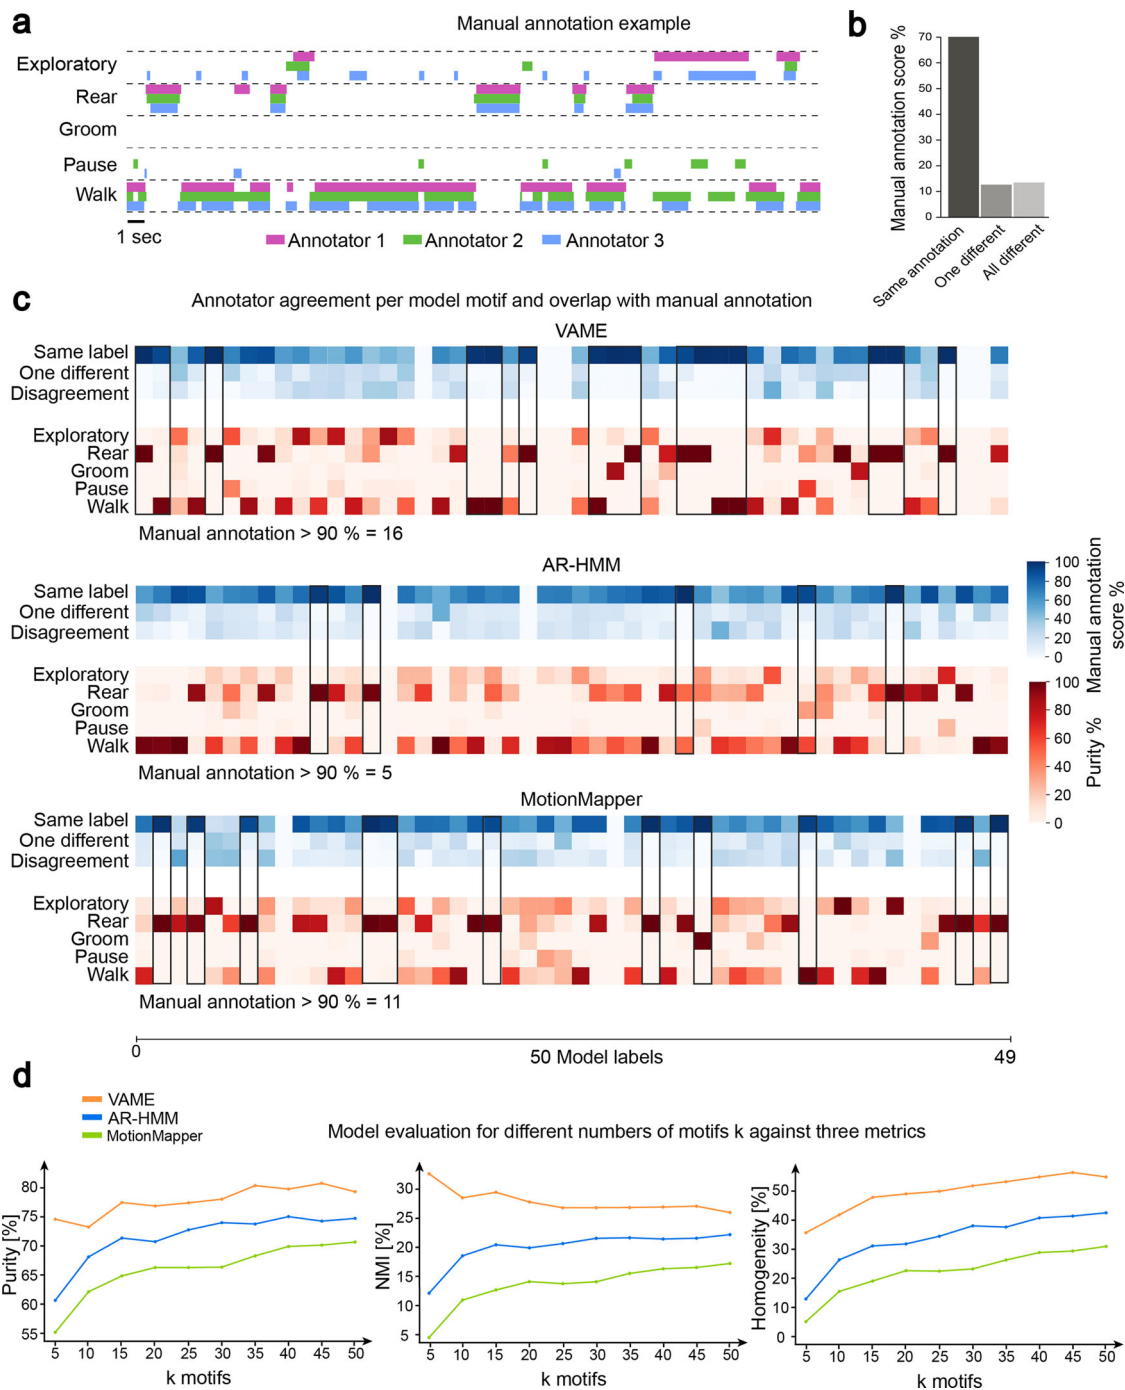 a
Manual annotation example
Exploratory
Rear
Groom
Pause
Walk
1 sec
Annotator 1
Annotator 2
Annotator 3
b
Manual annotation score %
70
60
50
40
30
20
10
0
Same annotation
One different
All different
c
Annotator agreement per model motif and overlap with manual annotation
VAME
Same label
One different
Disagreement
Exploratory
Rear
Groom
Pause
Walk
Manual annotation > 90 % = 16
AR-HMM
Same label
One different
Disagreement
Exploratory
Rear
Groom
Pause
Walk
Manual annotation > 90 % = 5
100
80
60
40
20
0
Manual annotation
score %
100
80
60
40
20
0
Purity %
MotionMapper
Same label
One different
Disagreement
Exploratory
Rear
Groom
Pause
Walk
Manual annotation > 90 % = 11
0
50 Model labels
49
d
VAME
AR-HMM
MotionMapper
Model evaluation for different numbers of motifs k against three metrics
Purity [%]
80
75
70
65
60
55
5 10 15 20 25 30 35 40 45 50
k motifs
NMI [%]
30
25
20
15
10
5
5 10 15 20 25 30 35 40 45 50
k motifs
Homogeneity [%]
50
40
30
20
10
0
5 10 15 20 25 30 35 40 45 50
k motifs